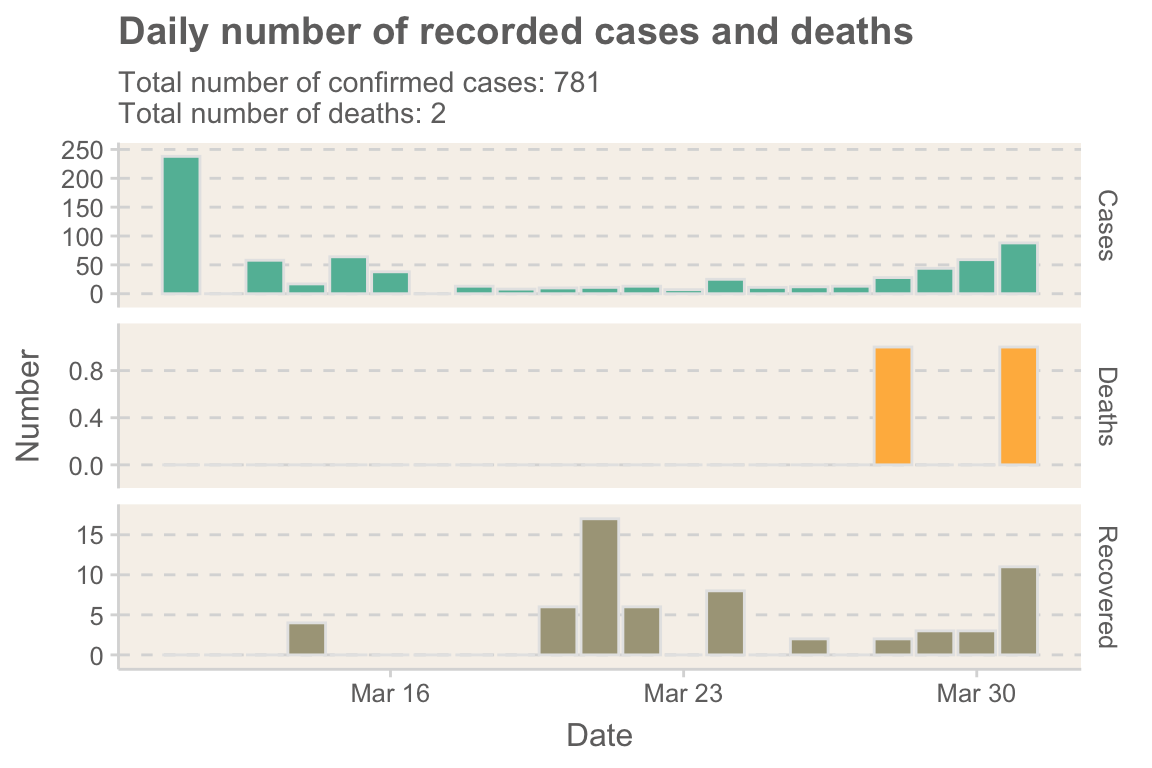 Daily number of recorded cases and deaths
Total number of confirmed cases: 781
Total number of deaths: 2
250
200
150
100
50
0
Cases
Number
0.8
0.4
0.0
Deaths
15
10
5
0
Recovered
Mar 16
Mar 23
Mar 30
Date